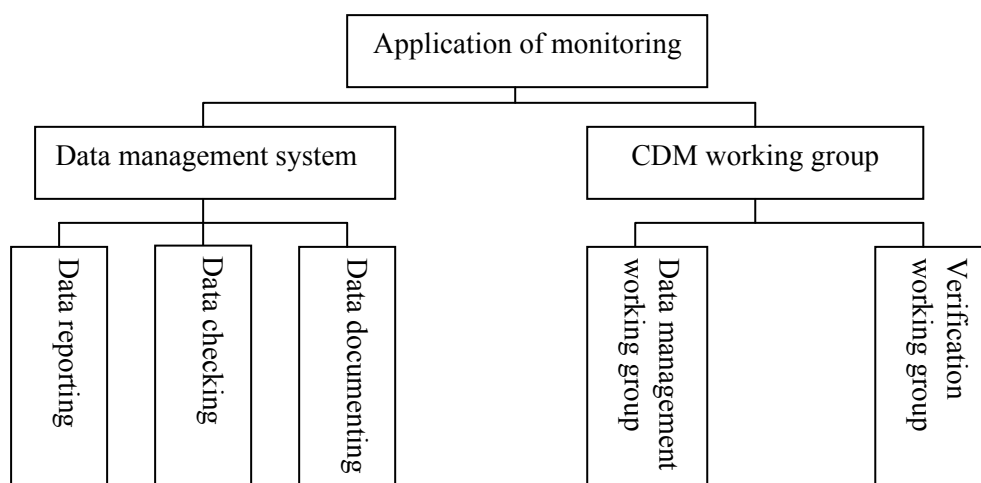 Application of monitoring
Data management system
CDM working group
Data reporting
Data checking
Data documenting
Data management
working group
Verification
working group